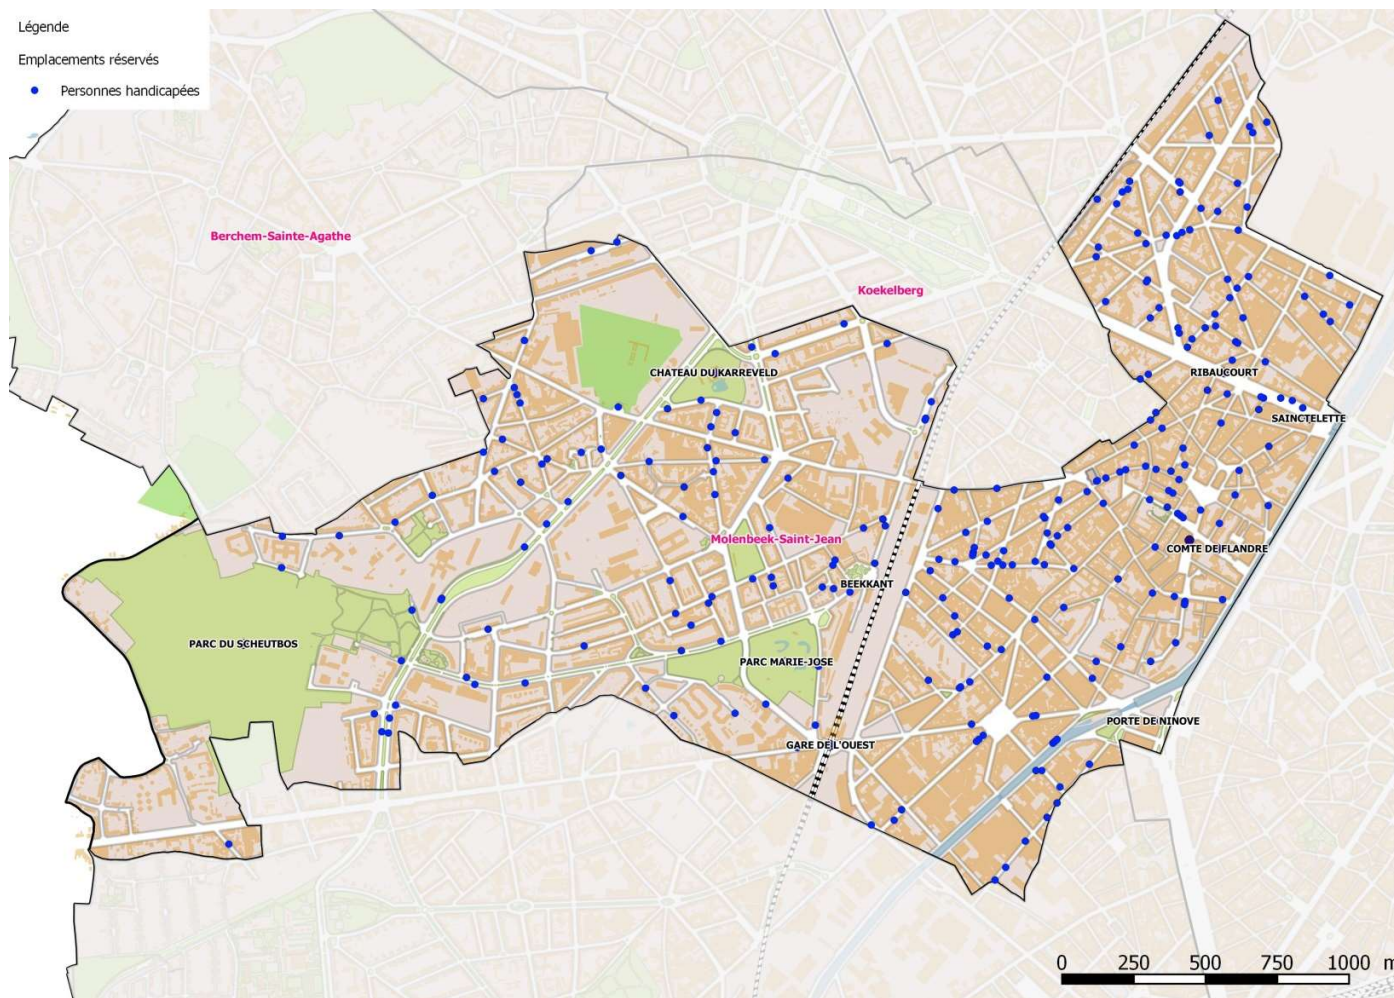 Légende
Emplacements réservés
Personnes handicapées
Berchem-Sainte-Agathe
Koekelberg
CHATEAU DU KARREVELD
RIBAUCOURT
SAINCTELETTE
Molenbeek-Saint-Jean
COMTE DE FLANDRE
BEEKKANT
PARC DU SCHEUTBOS
PARC MARIE-JOSE
PORTE DE NINOVE
GARE DE L'OUEST
0 250 500 750 1000 m